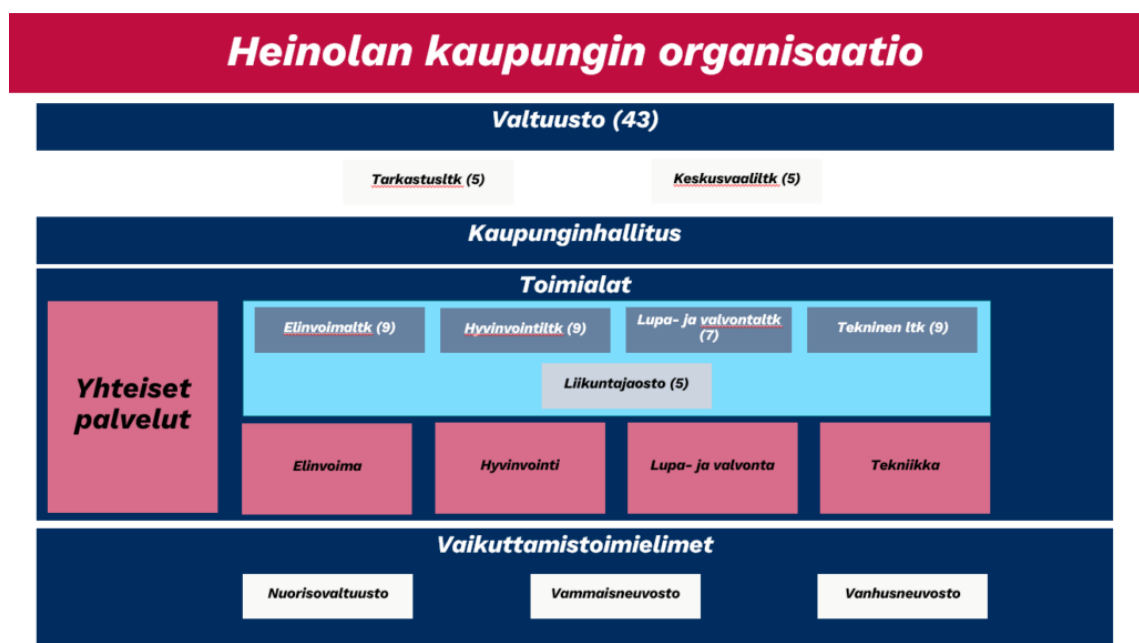 Heinolan kaupungin organisaatio
Valtuusto (43)
Tarkastusltk (5)
Keskusvaaliltk (5)
Kaupunginhallitus
Toimialat
Yhteiset
palvelut
Elinvoimaltk (9)
Hyvinvointiltk (9)
Lupa- ja valvontaltk
(7)
Tekninen ltk (9)
Liikuntajaosto (5)
Elinvoima
Hyvinvointi
Lupa- ja valvonta
Tekniikka
Vaikuttamistoimielimet
Nuorisovaltuusto
Vammaisneuvosto
Vanhusneuvosto